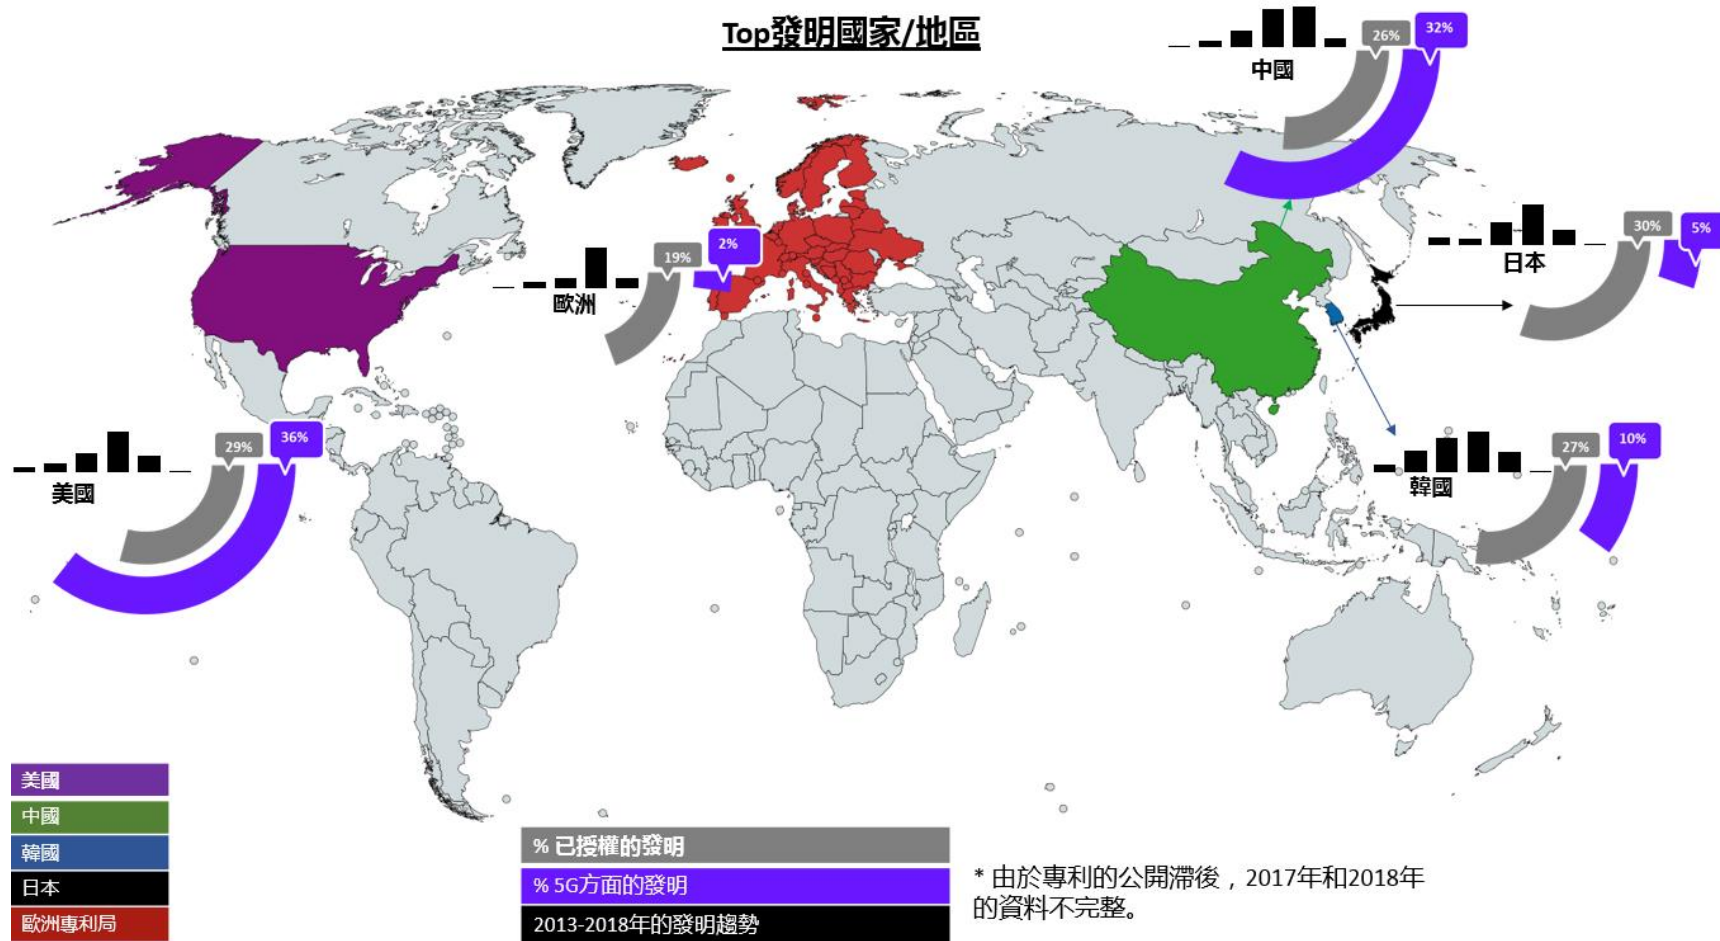 Top發明國家/地區
26%
32%
中國
30%
5%
日本
19%
2%
歐洲
29%
36%
美國
27%
10%
韓國
美國
中國
韓國
日本
歐洲專利局
% 已授權的發明
% 5G方面的發明
2013-2018年的發明趨勢
* 由於專利的公開滯後，2017年和2018年
的資料不完整。